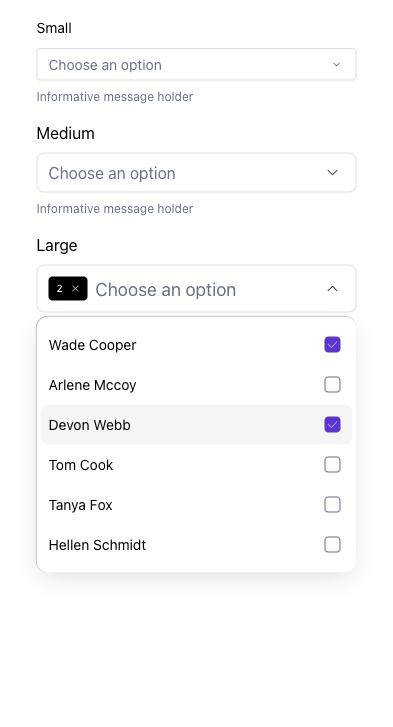 Small
Choose an option
Informative message holder
Medium
Choose an option
Informative message holder
Large
2 × Choose an option
Wade Cooper
Arlene Mccoy
Devon Webb
Tom Cook
Tanya Fox
Hellen Schmidt